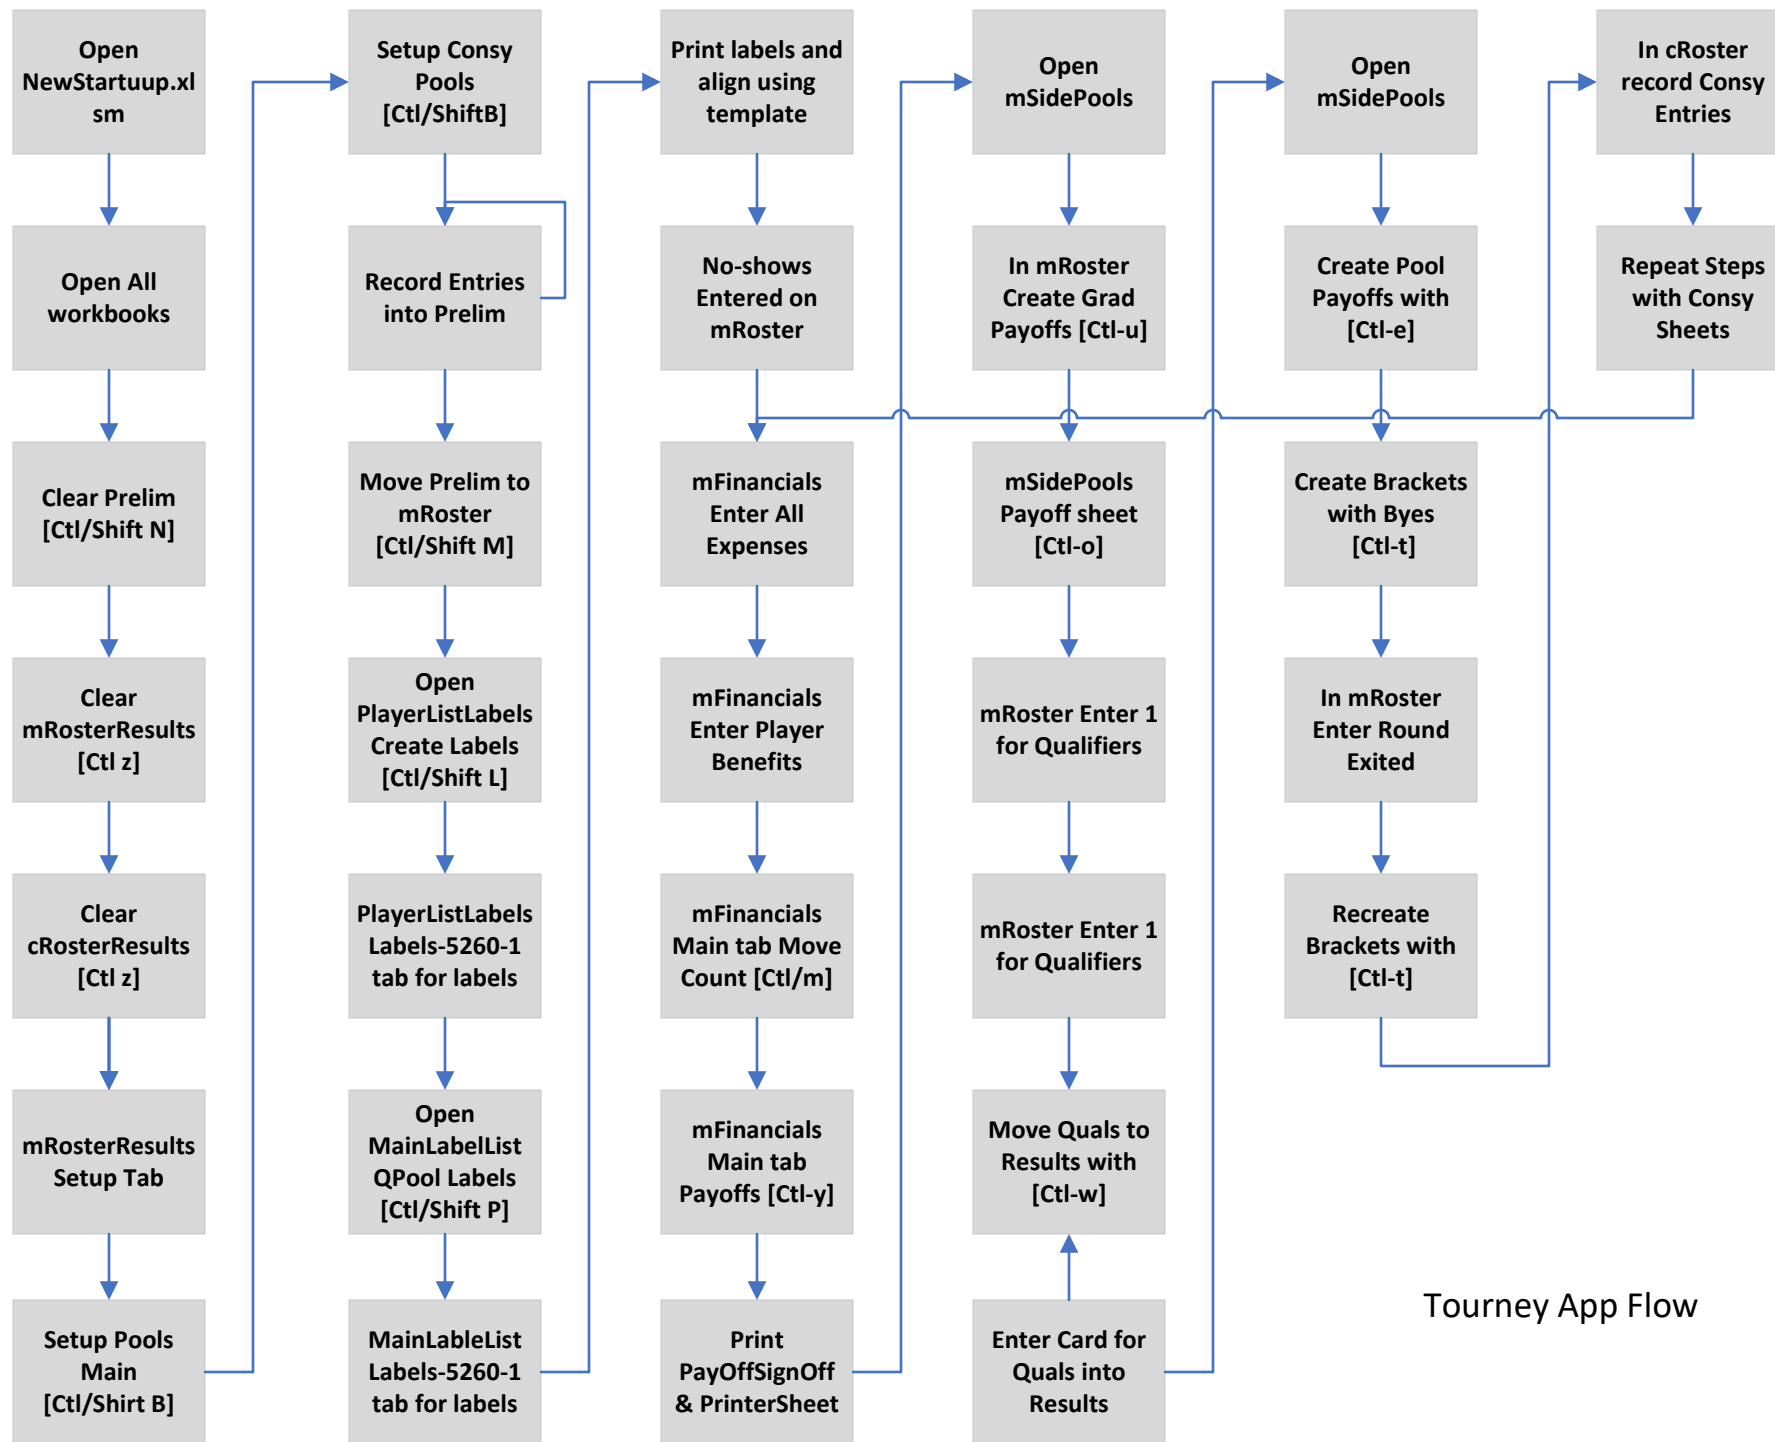 Open
NewStartuup.xl
sm
Open All
workbooks
Clear Prelim
[Ctl/Shift N]
Clear
mRosterResults
[Ctl z]
Clear
cRosterResults
[Ctl z]
mRosterResults
Setup Tab
Setup Pools
Main
[Ctl/Shirt B]
Setup Consy
Pools
[Ctl/ShiftB]
Record Entries
into Prelim
Move Prelim to
mRoster
[Ctl/Shift M]
Open
PlayerListLabels
Create Labels
[Ctl/Shift L]
PlayerListLabels
Labels-5260-1
tab for labels
Open
MainLabelList
QPool Labels
[Ctl/Shift P]
MainLableList
Labels-5260-1
tab for labels
Print labels and
align using
template
No-shows
Entered on
mRoster
mFinancials
Enter All
Expenses
mFinancials
Enter Player
Benefits
mFinancials
Main tab Move
Count [Ctl/m]
mFinancials
Main tab
Payoffs [Ctl-y]
Print
PayOffSignOff
& PrinterSheet
Open
mSidePools
In mRoster
Create Grad
Payoffs [Ctl-u]
mSidePools
Payoff sheet
[Ctl-o]
mRoster Enter 1
for Qualifiers
mRoster Enter 1
for Qualifiers
Move Quals to
Results with
[Ctl-w]
Enter Card for
Quals into
Results
Open
mSidePools
Create Pool
Payoffs with
[Ctl-e]
Create Brackets
with Byes
[Ctl-t]
In mRoster
Enter Round
Exited
Recreate
Brackets with
[Ctl-t]
In cRoster
record Consy
Entries
Repeat Steps
with Consy
Sheets
Tourney App Flow